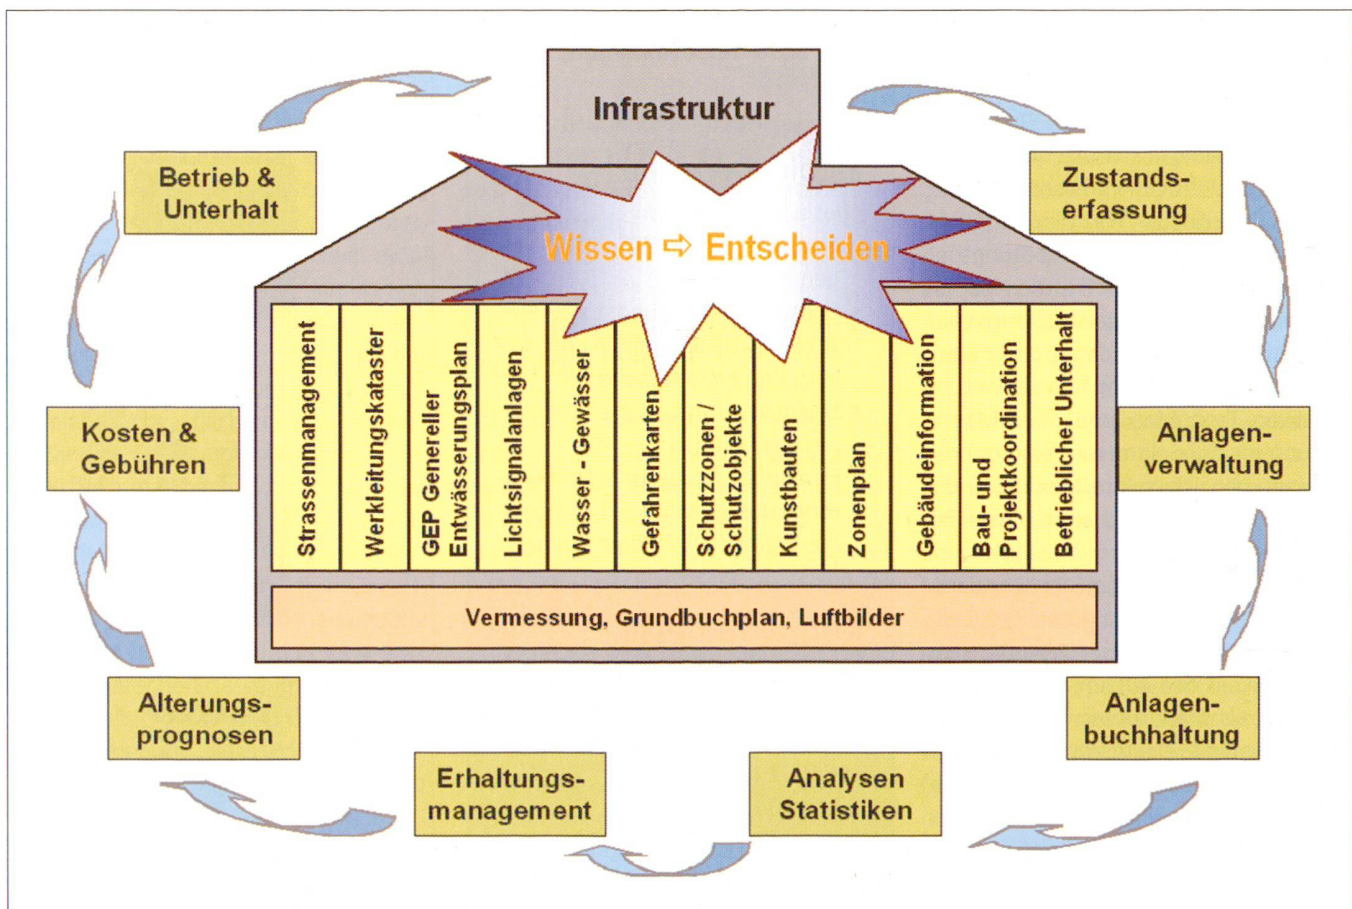 Infrastruktur
Wissen ⇨ Entscheiden
Betrieb &
Unterhalt
Zustands-
erfassung
Kosten &
Gebühren
Anlagen-
verwaltung
Strassenmanagement
Werkleitungskataster
GEP Genereller
Entwässerungsplan
Lichtsignalanlagen
Wasser - Gewässer
Gefahrenkarten
Schutzzonen /
Schutzobjekte
Kunstbauten
Zonenplan
Gebäudeinformation
Bau- und
Projektkoordination
Betrieblicher Unterhalt
Vermessung, Grundbuchplan, Luftbilder
Alterungs-
prognosen
Anlagen-
buchhaltung
Erhaltungs-
management
Analysen
Statistiken